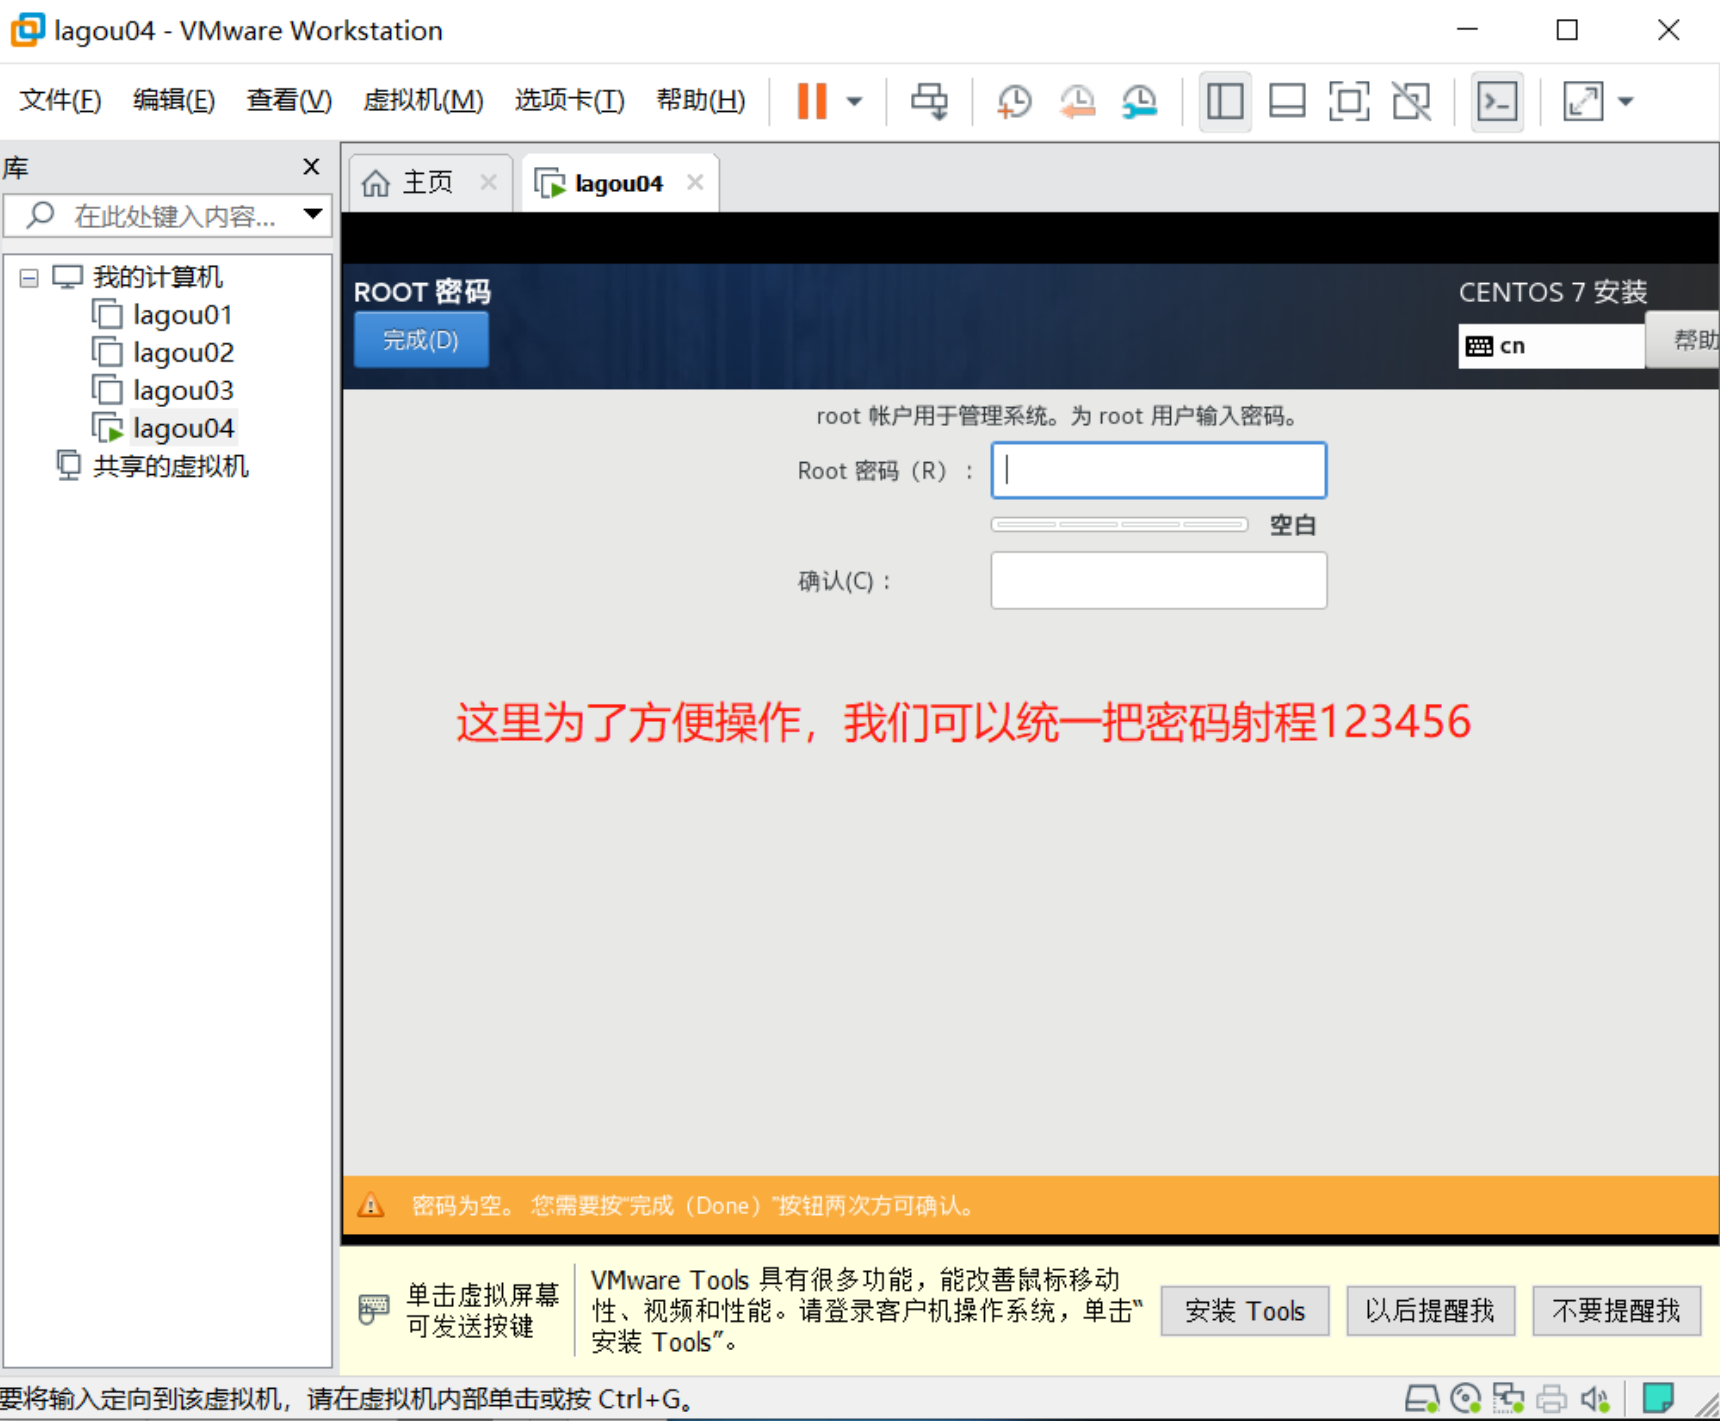 lagou04 - VMware Workstation
文件(F) 编辑(E) 查看(V) 虚拟机(M) 选项卡(T) 帮助(H)
库
在此处键入内容...
我的计算机
lagou01
lagou02
lagou03
lagou04
共享的虚拟机
主页
lagou04
ROOT 密码
完成(D)
CENTOS 7 安装
cn
帮助
root 帐户用于管理系统。为 root 用户输入密码。
Root 密码（R）：
空白
确认(C)：
这里为了方便操作，我们可以统一把密码射程123456
密码为空。 您需要按“完成（Done）”按钮两次方可确认。
单击虚拟屏幕
可发送按键
VMware Tools 具有很多功能，能改善鼠标移动
性、视频和性能。请登录客户机操作系统，单击“
安装 Tools”。
安装 Tools
以后提醒我
不要提醒我
要将输入定向到该虚拟机，请在虚拟机内部单击或按 Ctrl+G。